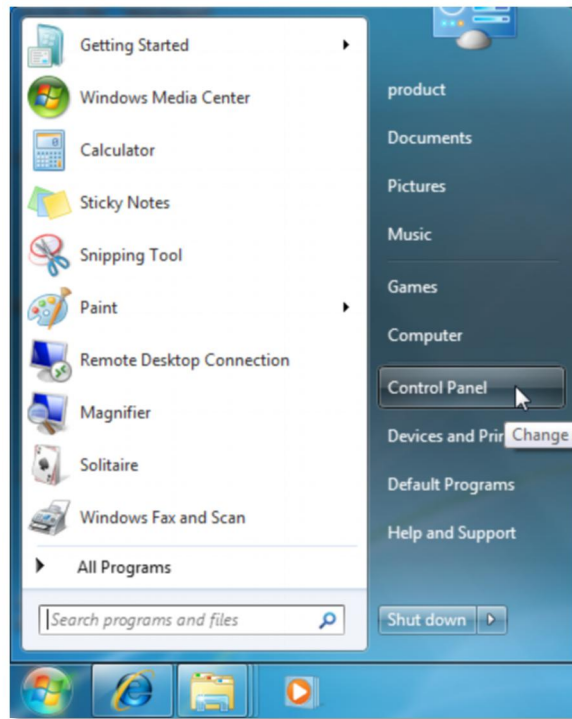 Getting Started
Windows Media Center
Calculator
Sticky Notes
Snipping Tool
Paint
Remote Desktop Connection
Magnifier
Solitaire
Windows Fax and Scan
All Programs
Search programs and files
product
Documents
Pictures
Music
Games
Computer
Control Panel
Devices and Prin Change
Default Programs
Help and Support
Shut down